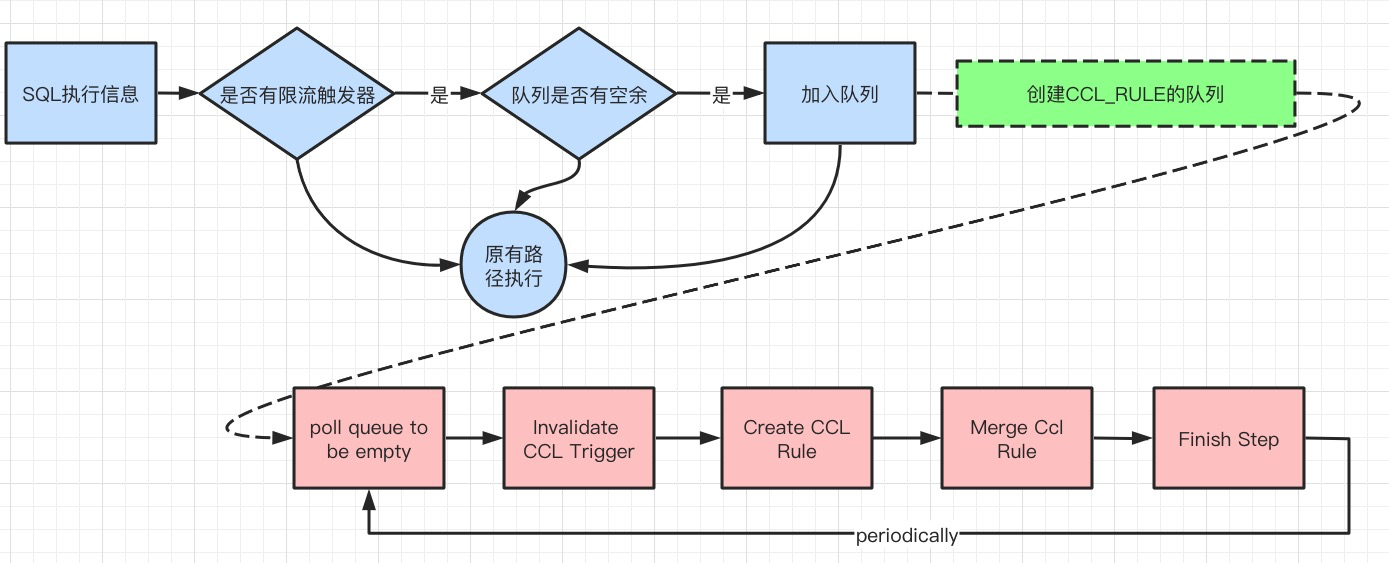 SQL执行信息
是否有限流触发器
是
队列是否有空余
是
加入队列
创建CCL_RULE的队列
原有路
径执行
poll queue to
be empty
Invalidate
CCL Trigger
Create CCL
Rule
Merge Ccl
Rule
Finish Step
periodically